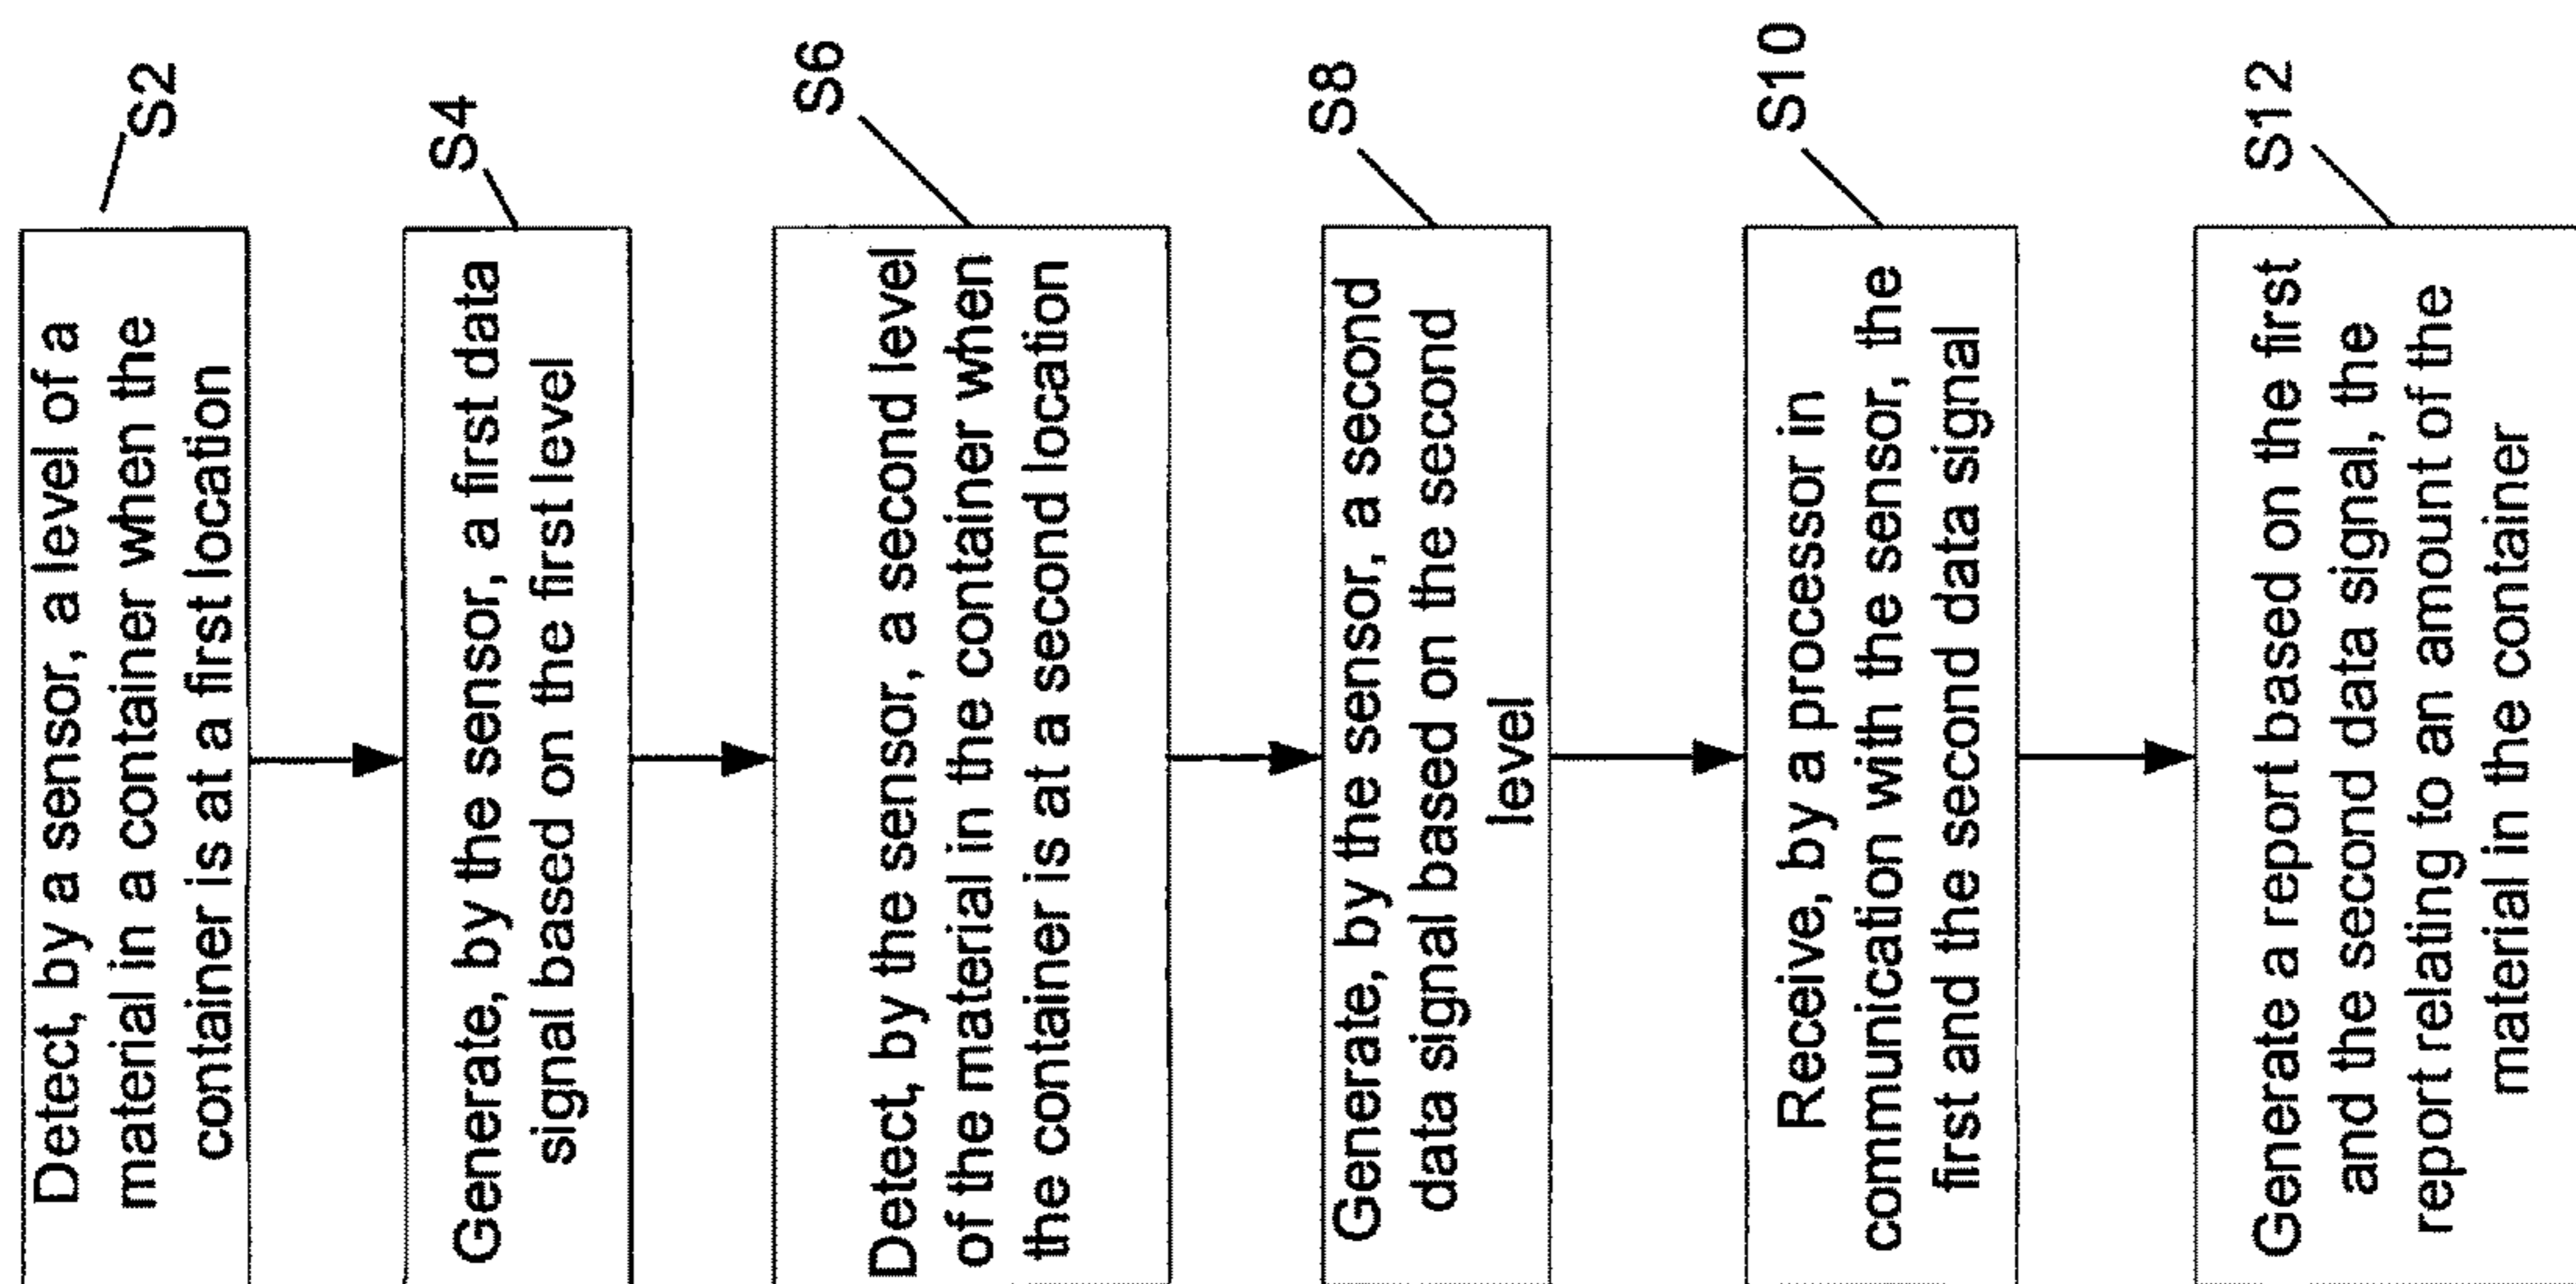 Detect, by a sensor, a level of a
material in a container when the
container is at a first location
S2
Generate, by the sensor, a first data
signal based on the first level
S4
Detect, by the sensor, a second level
of the material in the container when
the container is at a second location
S6
Generate, by the sensor, a second
data signal based on the second
level
S8
Receive, by a processor in
communication with the sensor, the
first and the second data signal
S10
Generate a report based on the first
and the second data signal, the
report relating to an amount of the
material in the container
S12